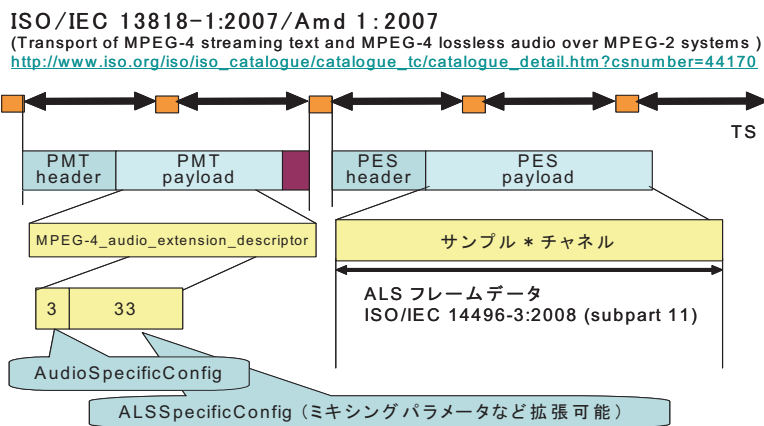 ISO/IEC 13818-1:2007/Amd 1:2007
(Transport of MPEG-4 streaming text and MPEG-4 lossless audio over MPEG-2 systems )
http://www.iso.org/iso/iso_catalogue/catalogue_tc/catalogue_detail.htm?csnumber=44170
TS
PMT header
PMT payload
PES header
PES payload
MPEG-4_audio_extension_descriptor
サンプル * チャネル
3
33
ALS フレームデータ
ISO/IEC 14496-3:2008 (subpart 11)
AudioSpecificConfig
ALSSpecificConfig (ミキシングパラメータなど拡張可能)